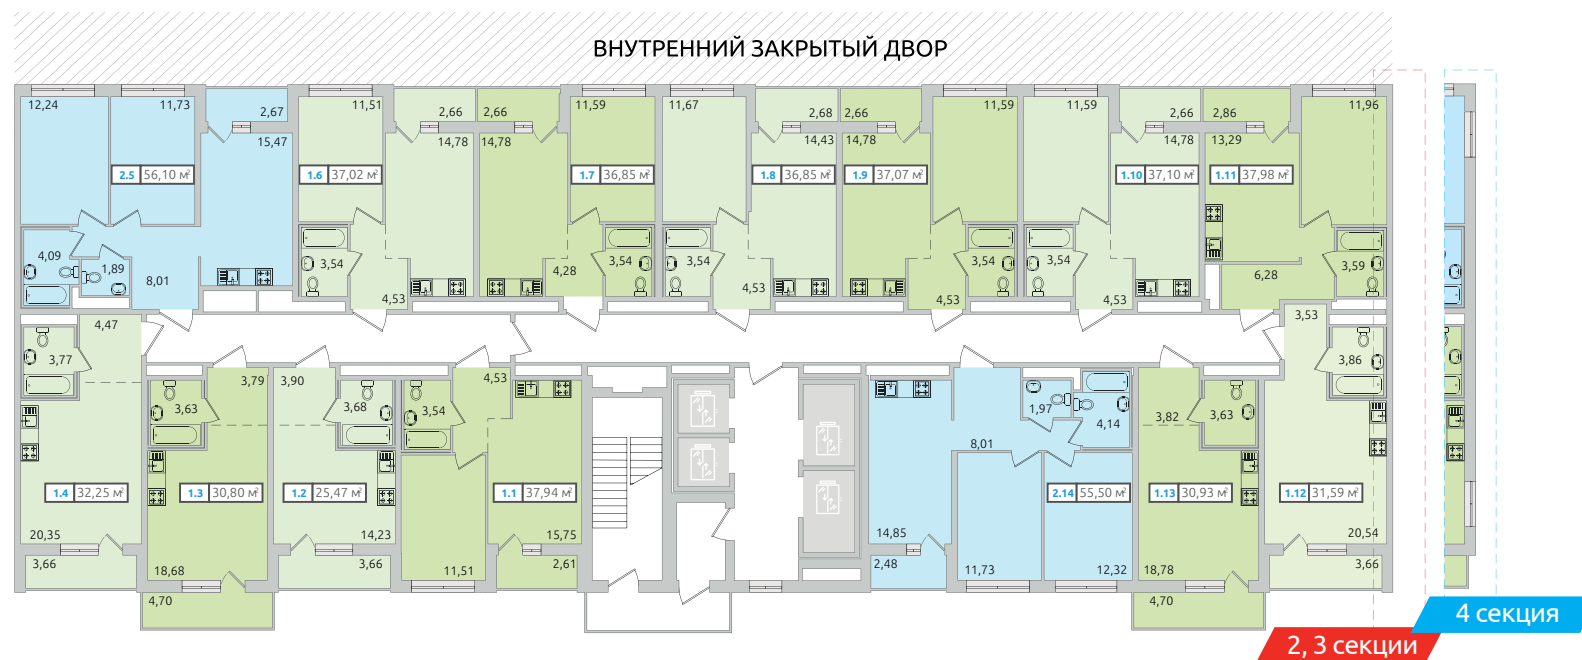 ВНУТРЕННИЙ ЗАКРЫТЫЙ ДВОР
12,24 11,73 2,67 11,51 2,66 2,66 11,59 11,67 2,68 2,66 11,59 11,59 2,66 2,86 11,96
15,47 14,78 14,78 14,43 14,78 14,78 13,29
2.5 56,10 м² 1.6 37,02 м² 1.7 36,85 м² 1.8 36,85 м² 1.9 37,07 м² 1.10 37,10 м² 1.11 37,98 м²
4,09 1,89 8,01 3,54 4,28 3,54 3,54 3,54 3,54 6,28 3,59
4,53 4,53 4,53 4,53
4,47 3,53
3,77 3,79 3,90 4,53 3,86
3,63 3,68 3,54 1,97 4,14 3,82 3,63
8,01
1.4 32,25 м² 1.3 30,80 м² 1.2 25,47 м² 1.1 37,94 м² 2.14 55,50 м² 1.13 30,93 м² 1.12 31,59 м²
20,35 14,23 15,75 14,85 20,54
3,66 18,68 3,66 11,51 2,61 2,48 11,73 12,32 18,78 3,66
4,70 4,70
4 секция
2, 3 секции